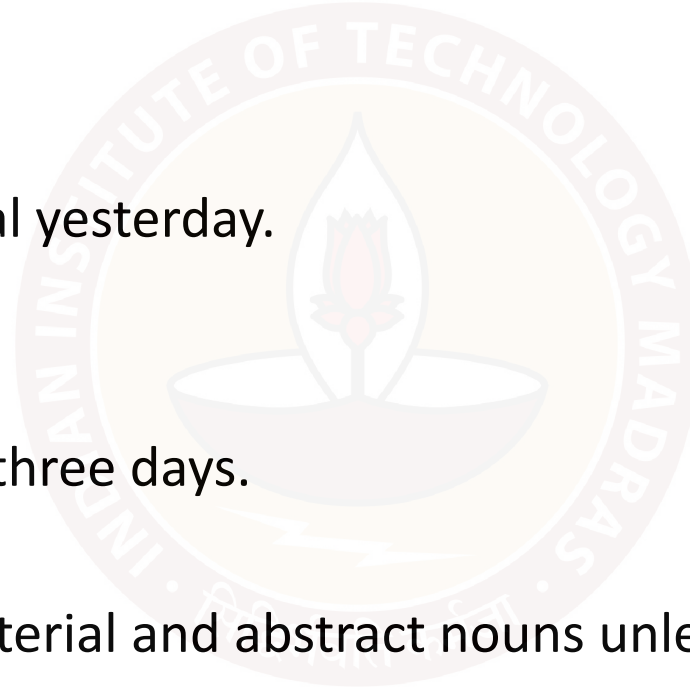 INDIAN INSTITUTE OF TECHNOLOGY MADRAS
al yesterday.
three days.
terial and abstract nouns unle